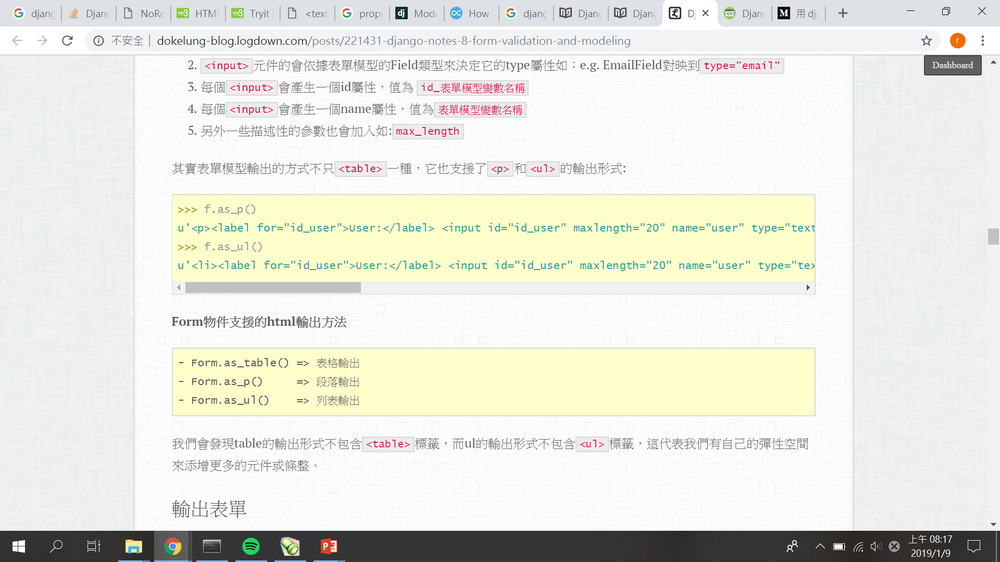 djang
Djang
NoRe
HTM
Tryit
<text
prope
Mode
How
djang
Djang
Djang
Dj
Djang
用 dja
不安全 dokelung-blog.logdown.com/posts/221431-django-notes-8-form-validation-and-modeling
r
Dashboard
2. <input>元件的會依據表單模型的Field類型來決定它的type屬性如：e.g. EmailField對映到type="email"
3. 每個<input>會產生一個id屬性，值為 id_表單模型變數名稱
4. 每個<input>會產生一個name屬性，值為 表單模型變數名稱
5. 另外一些描述性的參數也會加入如:max_length
其實表單模型輸出的方式不只<table>一種，它也支援了<p>和<ul>的輸出形式:
>>> f.as_p()
u'<p><label for="id_user">User:</label> <input id="id_user" maxlength="20" name="user" type="text
>>> f.as_ul()
u'<li><label for="id_user">User:</label> <input id="id_user" maxlength="20" name="user" type="tex
Form物件支援的html輸出方法
- Form.as_table() => 表格輸出
- Form.as_p()     => 段落輸出
- Form.as_ul()    => 列表輸出
我們會發現table的輸出形式不包含<table>標籤，而ul的輸出形式不包含<ul>標籤，這代表我們有自己的彈性空間
來添增更多的元件或條整。
輸出表單
上午 08:17
2019/1/9